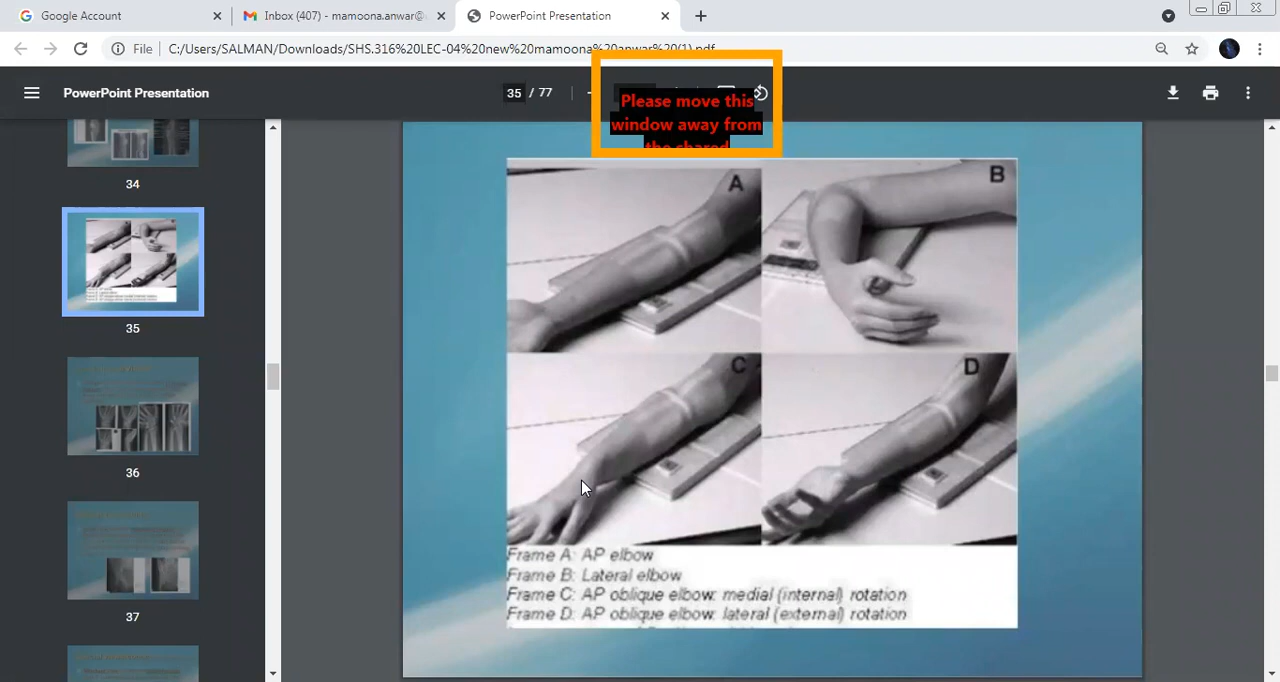 Google Account
Inbox (407) - mamoona.anwar@
PowerPoint Presentation
File
C:/Users/SALMAN/Downloads/SHS.316%20LEC-04%20new%20mamoona%20anwar%20(1).pdf
PowerPoint Presentation
35 / 77
Please move this
window away from
the shared
34
35
36
37
A
B
C
D
Frame A: AP elbow
Frame B: Lateral elbow
Frame C: AP oblique elbow: medial (internal) rotation
Frame D: AP oblique elbow: lateral (external) rotation